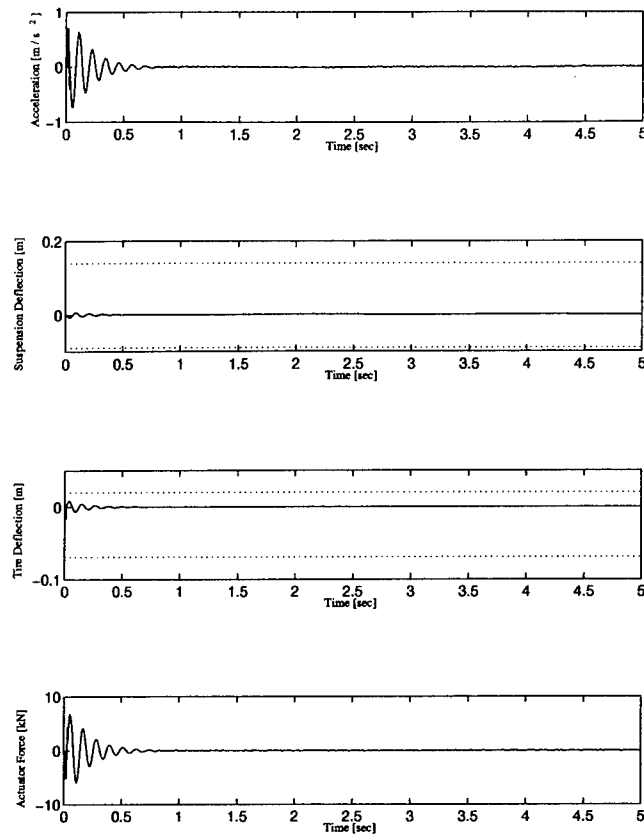 Acceleration [m / s ² ]
1
0
−1
0 0.5 1 1.5 2 2.5 3 3.5 4 4.5 5
Time [sec}
Suspension Deflection [m]
0.2
0
0 0.5 1 1.5 2 2.5 3 3.5 4 4.5 5
Time [sec]
Tire Deflection [m]
0
−0.1
0 0.5 1 1.5 2 2.5 3 3.5 4 4.5 5
Time [sec]
Actuator Force [kN]
10
0
−10
0 0.5 1 1.5 2 2.5 3 3.5 4 4.5 5
Time [sec]